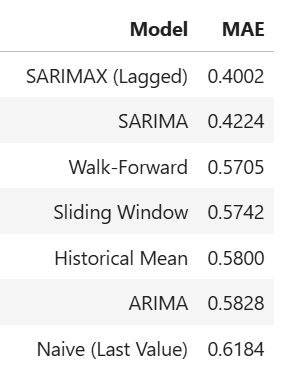 Model MAE
SARIMAX (Lagged) 0.4002
SARIMA 0.4224
Walk-Forward 0.5705
Sliding Window 0.5742
Historical Mean 0.5800
ARIMA 0.5828
Naive (Last Value) 0.6184